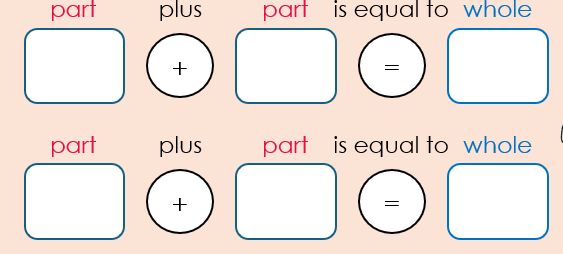 part plus part is equal to whole
+ =
part plus part is equal to whole
+ =